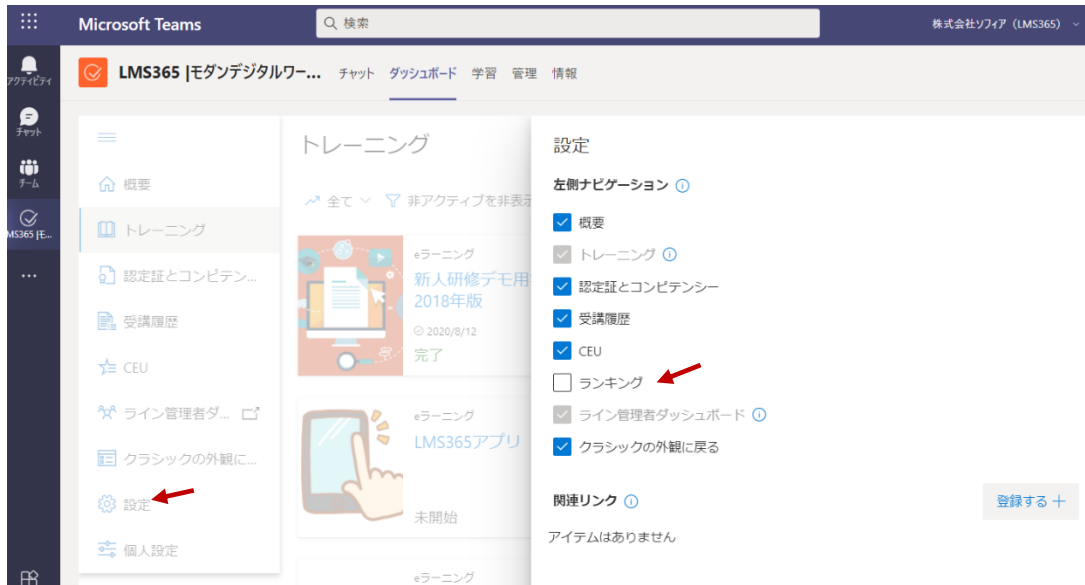 Microsoft Teams
検索
株式会社ソフィア（LMS365）
アクティビティ
チャット
チーム
MS365 |モ...
LMS365 |モダンデジタルワー...
チャット
ダッシュボード
学習
管理
情報
概要
トレーニング
認定証とコンピテン...
受講履歴
CEU
ライン管理者ダ...
クラシックの外観に...
設定
個人設定
トレーニング
全て
非アクティブを非表示
eラーニング
新人研修デモ用
2018年版
2020/8/12
完了
eラーニング
LMS365アプリ
未開始
eラーニング
設定
左側ナビゲーション
概要
トレーニング
認定証とコンピテンシー
受講履歴
CEU
ランキング
ライン管理者ダッシュボード
クラシックの外観に戻る
関連リンク
登録する＋
アイテムはありません